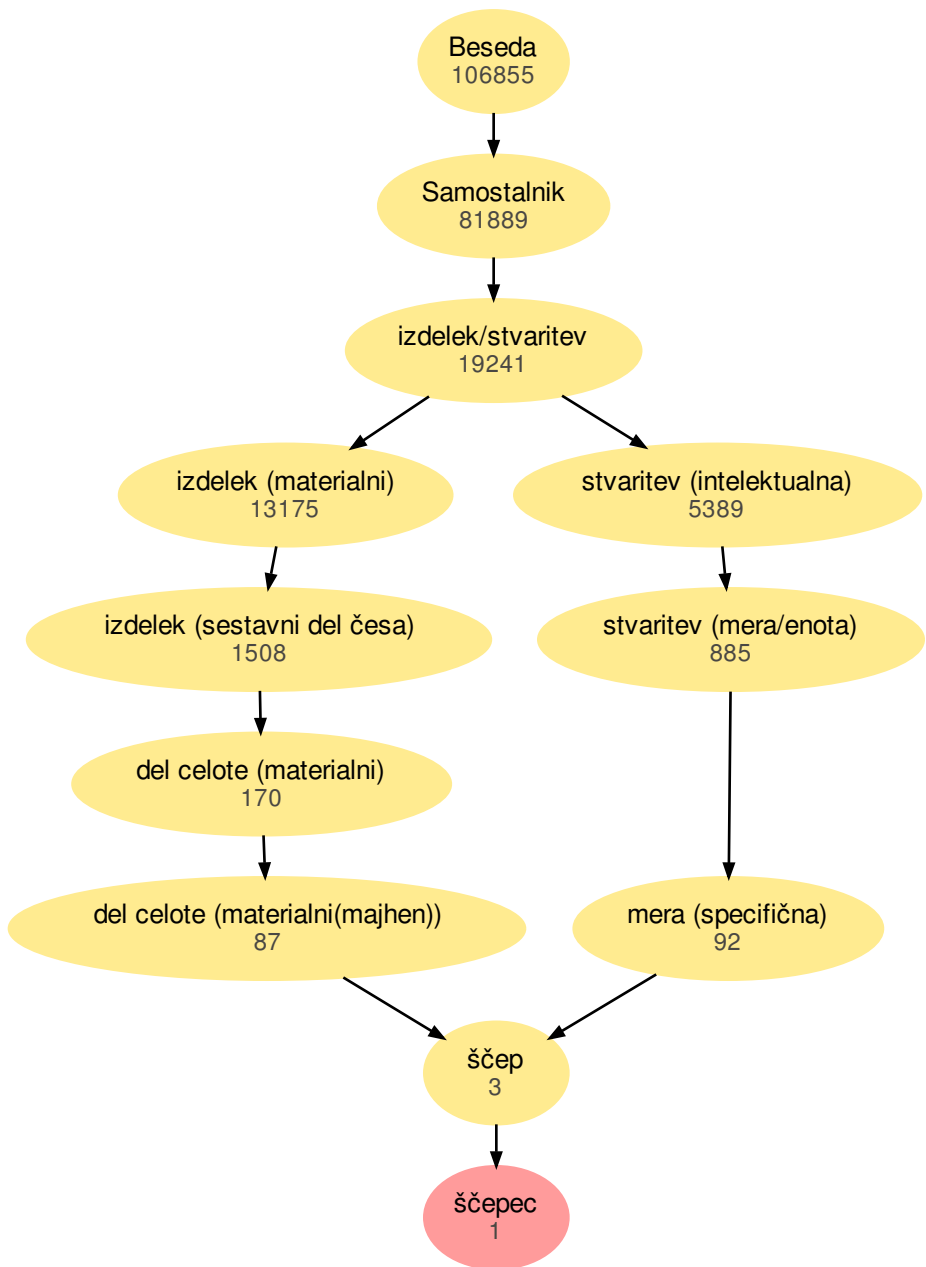 Beseda
106855
Samostalnik
81889
izdelek/stvaritev
19241
izdelek (materialni)
13175
stvaritev (intelektualna)
5389
izdelek (sestavni del česa)
1508
stvaritev (mera/enota)
885
del celote (materialni)
170
del celote (materialni(majhen))
87
mera (specifična)
92
ščep
3
ščepec
1